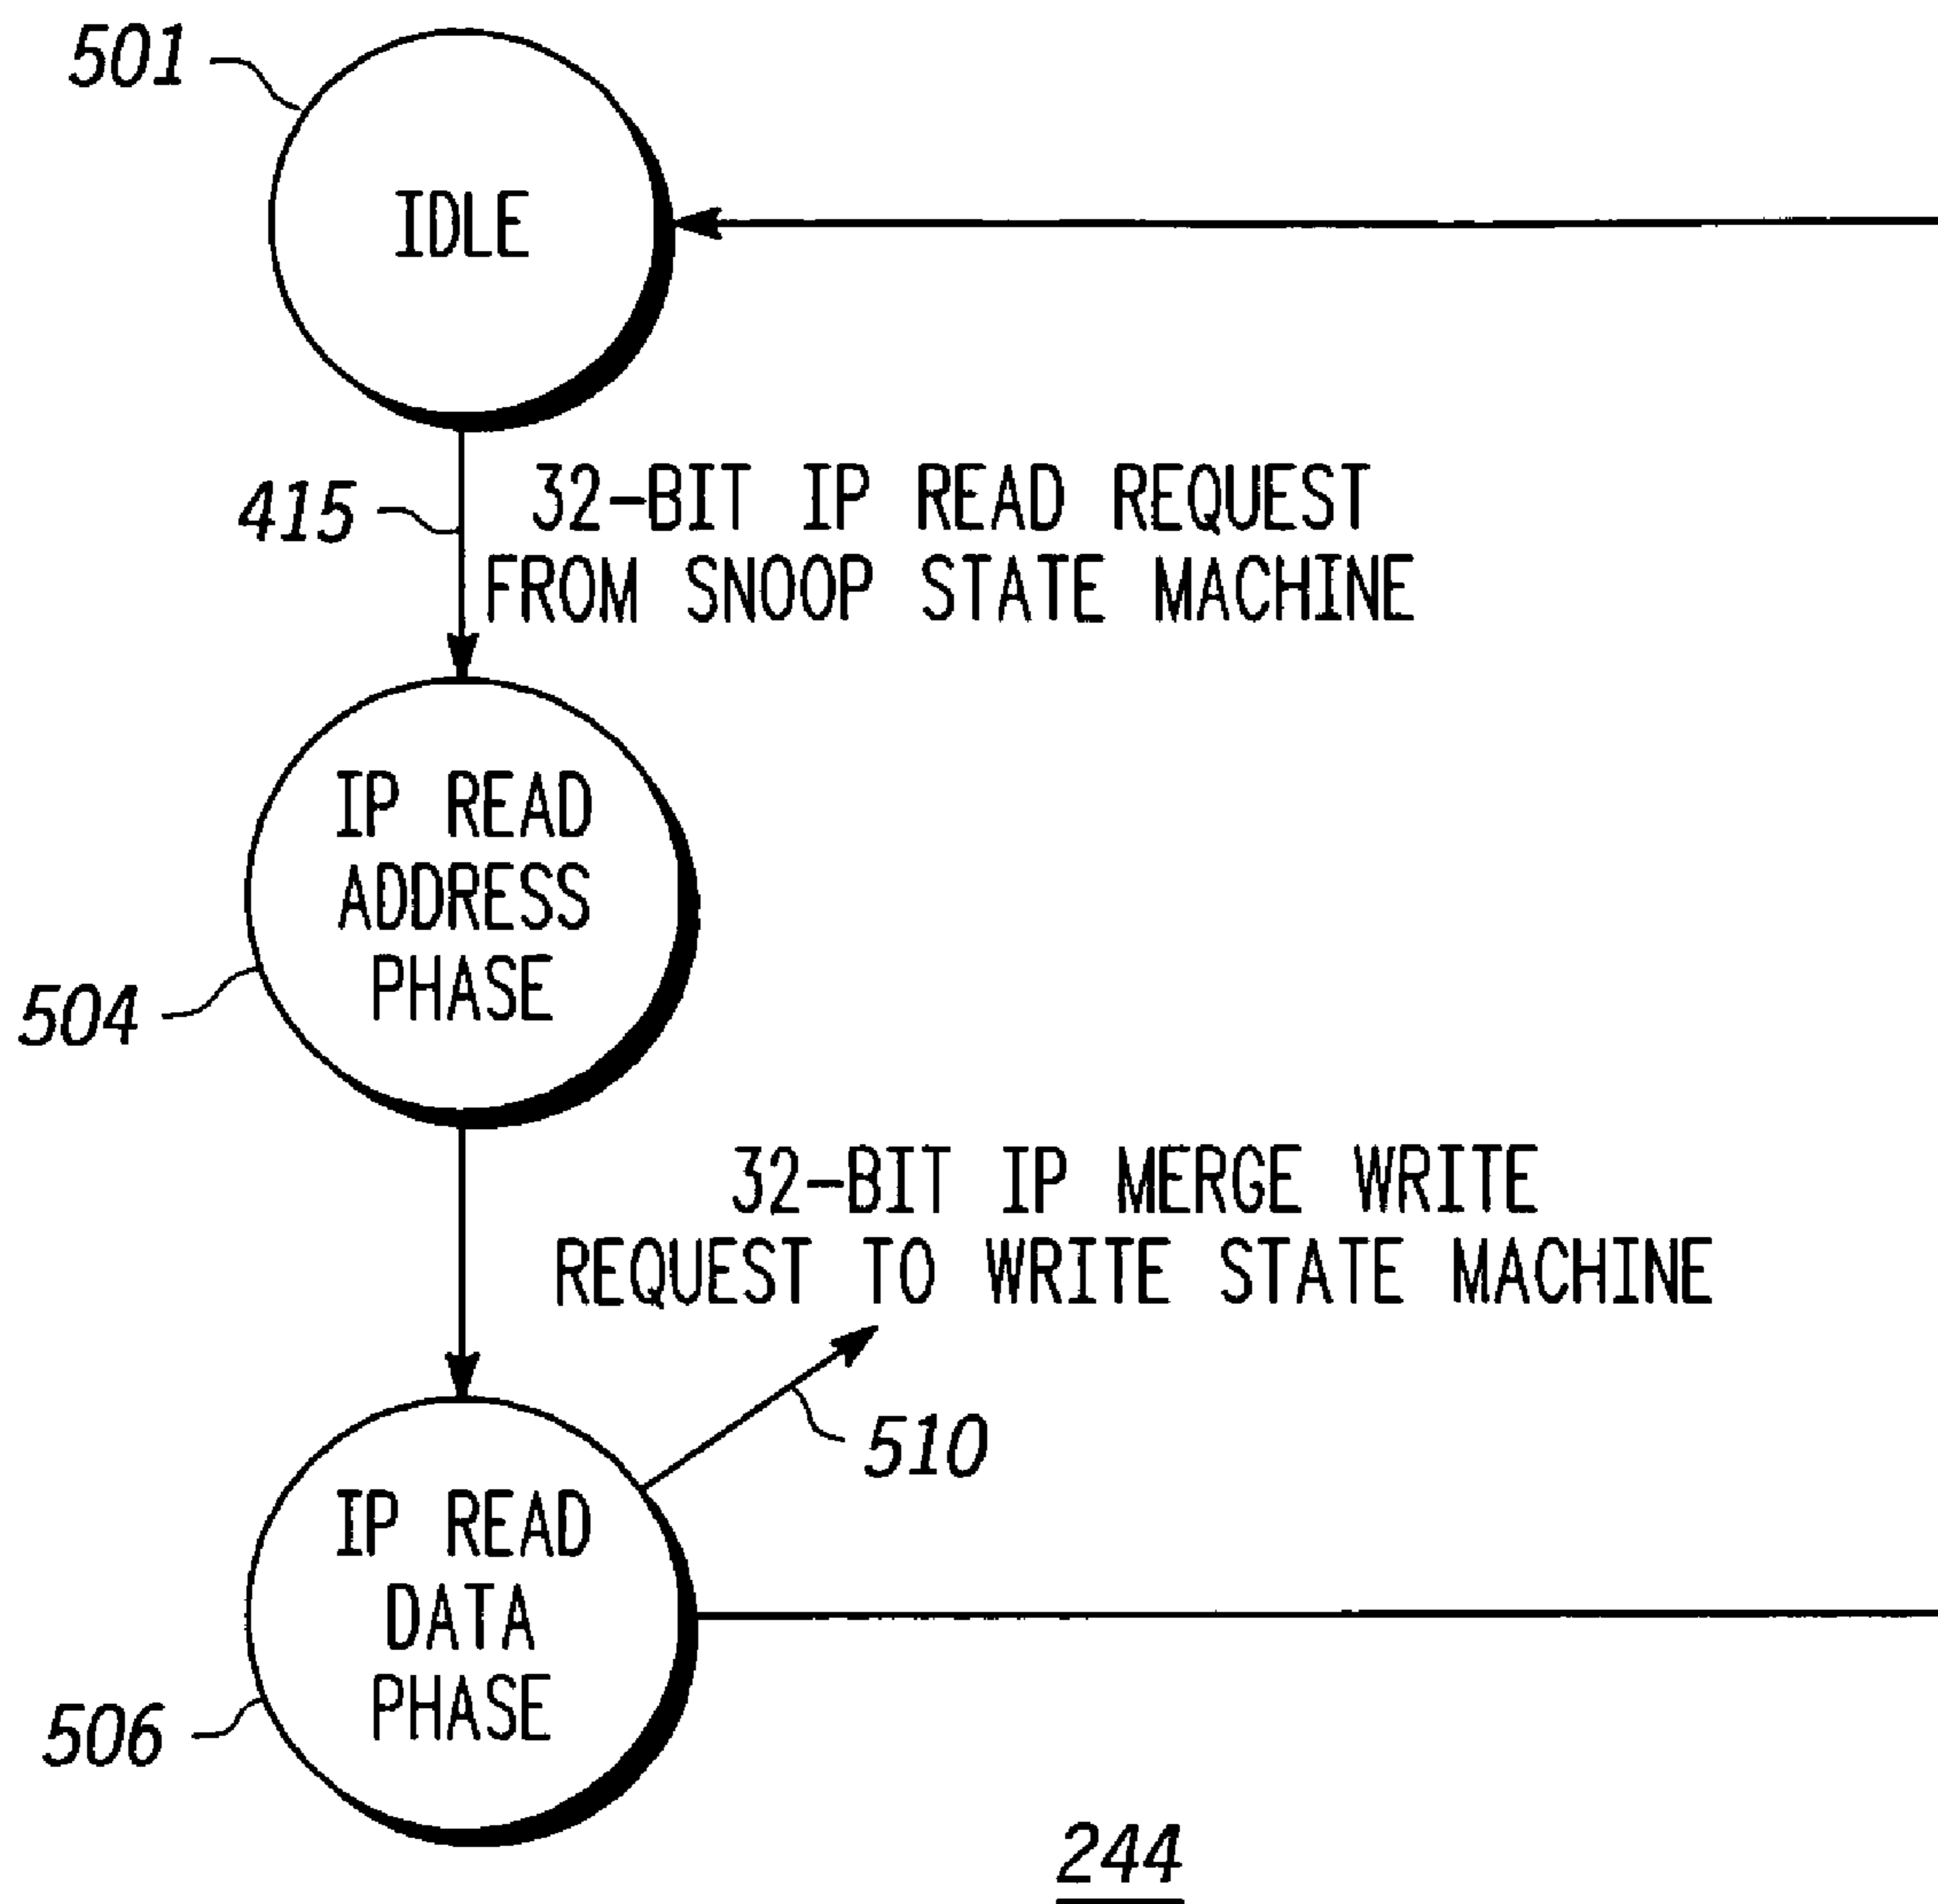 501
IDLE
415
32-BIT IP READ REQUEST
FROM SNOOP STATE MACHINE
IP READ
ADDRESS
PHASE
504
32-BIT IP MERGE WRITE
REQUEST TO WRITE STATE MACHINE
510
IP READ
DATA
PHASE
506
244